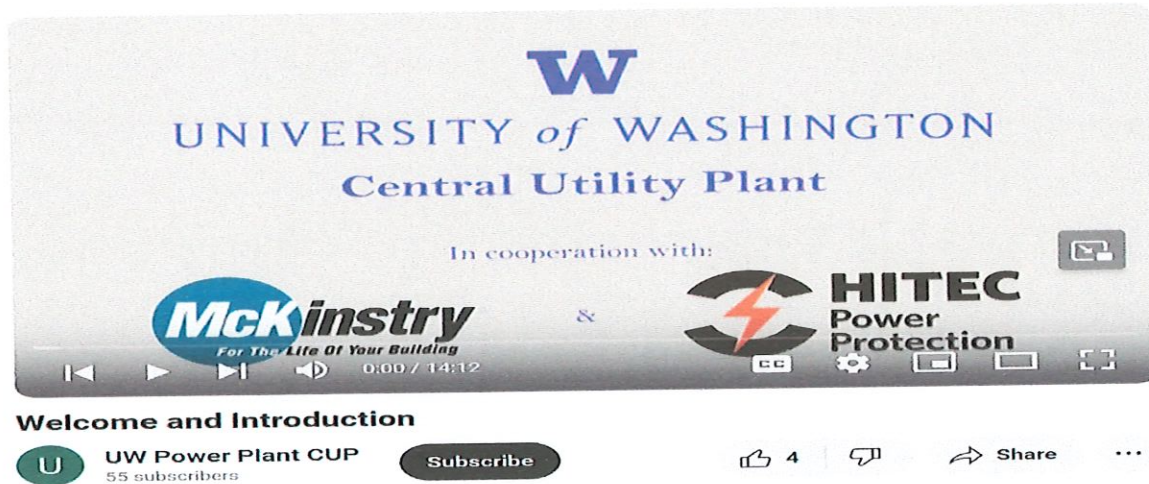 W
UNIVERSITY of WASHINGTON
Central Utility Plant
In cooperation with:
McKinstry
For The Life Of Your Building
&
HITEC
Power
Protection
0:00 / 14:12
CC
Welcome and Introduction
U
UW Power Plant CUP
55 subscribers
Subscribe
4
Share